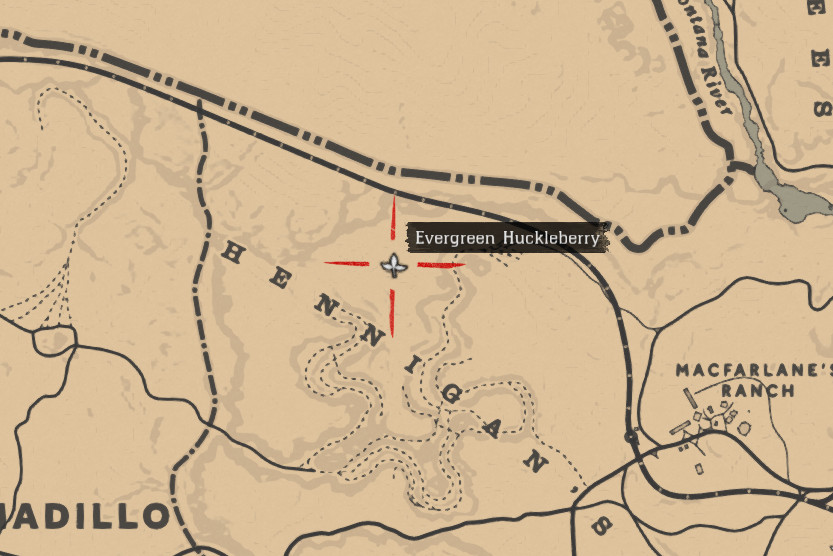 ontana River
E
E
S
Evergreen Huckleberry
HENNIGAN'S
MACFARLANE'S
RANCH
ADILLO